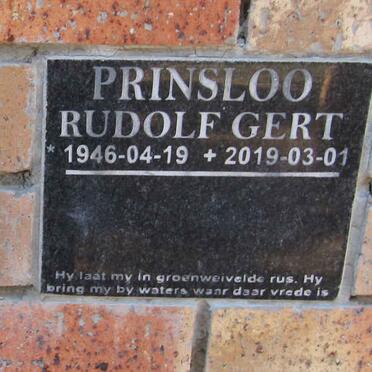 PRINSLOO
RUDOLF GERT
* 1946-04-19 + 2019-03-01
Hy laat my in groenweivelde rus. Hy
bring my by waters waar daar vrede is